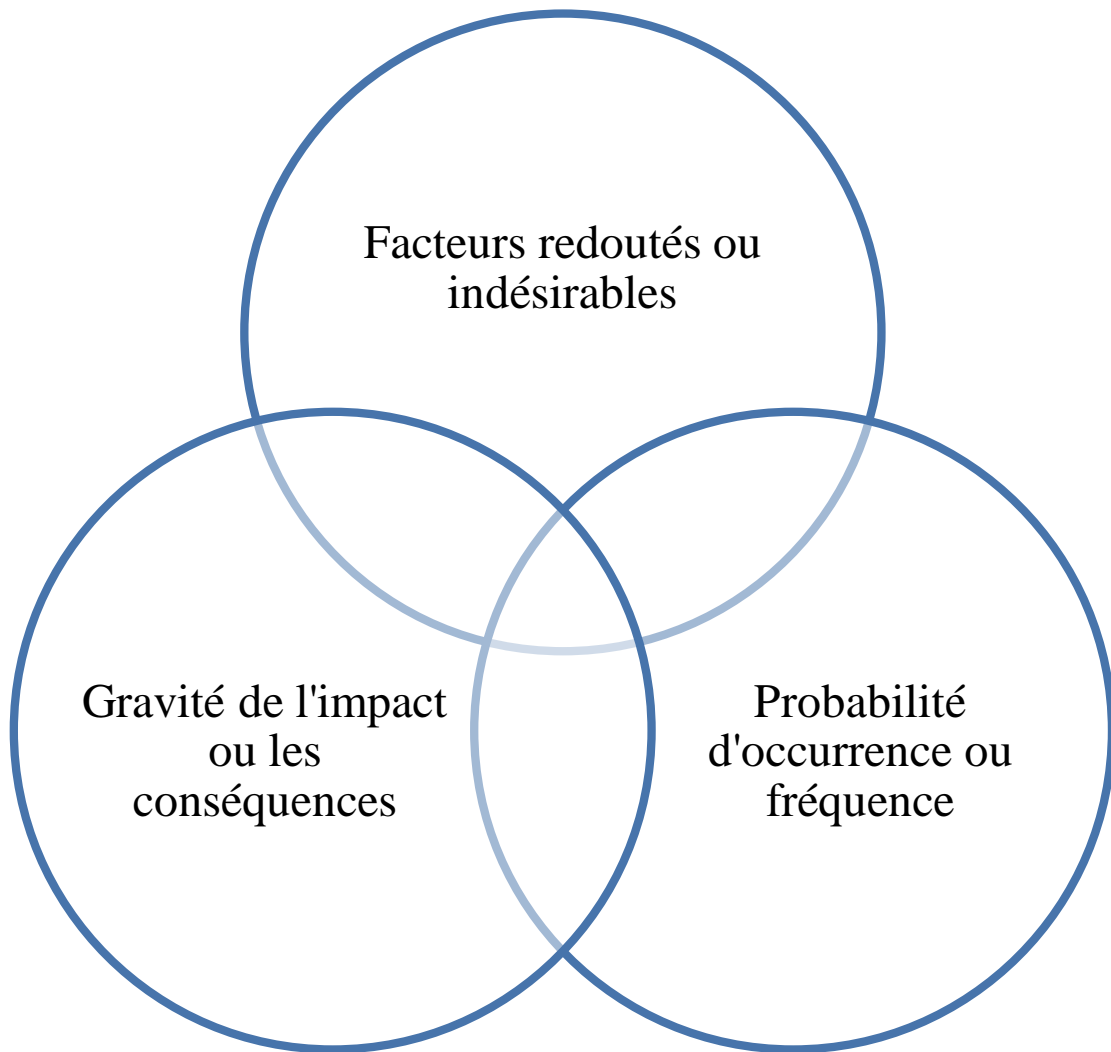 Facteurs redoutés ou
indésirables
Gravité de l'impact
ou les
conséquences
Probabilité
d'occurrence ou
fréquence